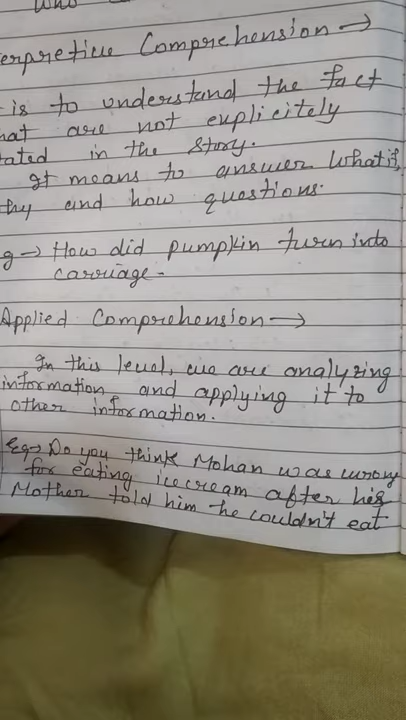 Who
erpretive Comprehension →
- is to understand the fact
hat are not explicitely
tated in the story.
It means to answer what if,
hy and how questions.
g → How did pumpkin turn into
carriage.
Applied Comprehension →
In this level, we are analyzing
information and applying it to
other information.
Eg → Do you think Mohan was wrong
for eating icecream after his
Mother told him he couldn't eat